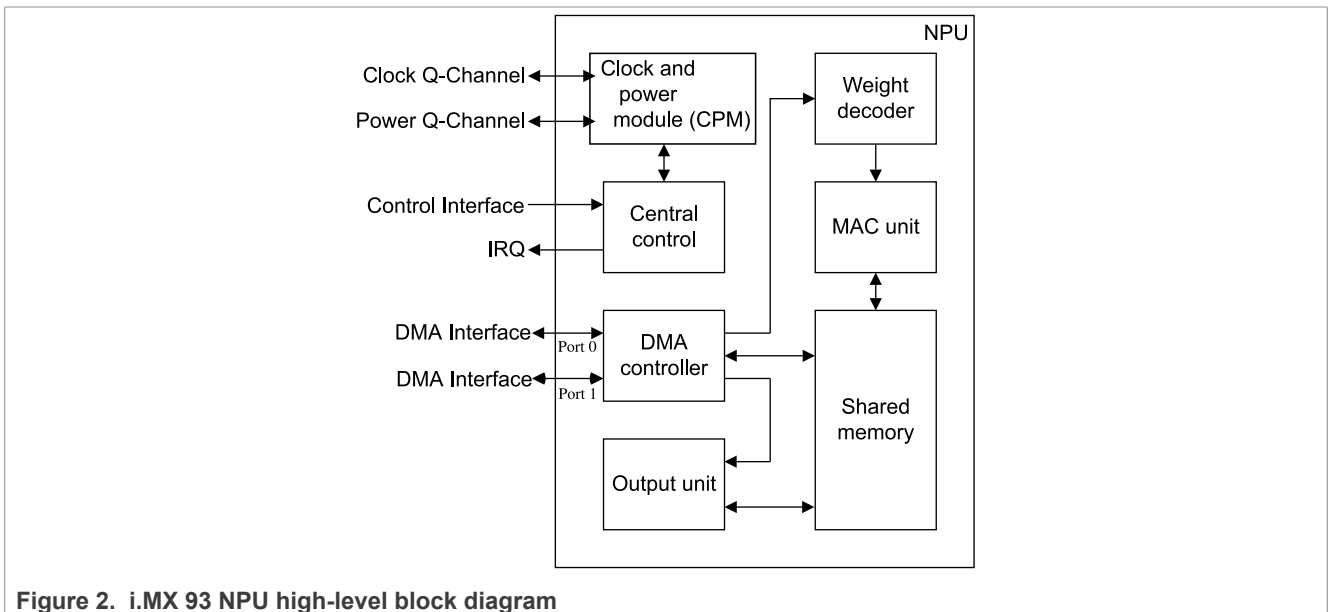 NPU
Clock Q-Channel
Power Q-Channel
Clock and
power
module (CPM)
Weight
decoder
Control Interface
IRQ
Central
control
MAC unit
DMA Interface
Port 0
DMA Interface
Port 1
DMA
controller
Shared
memory
Output unit
Figure 2. i.MX 93 NPU high-level block diagram